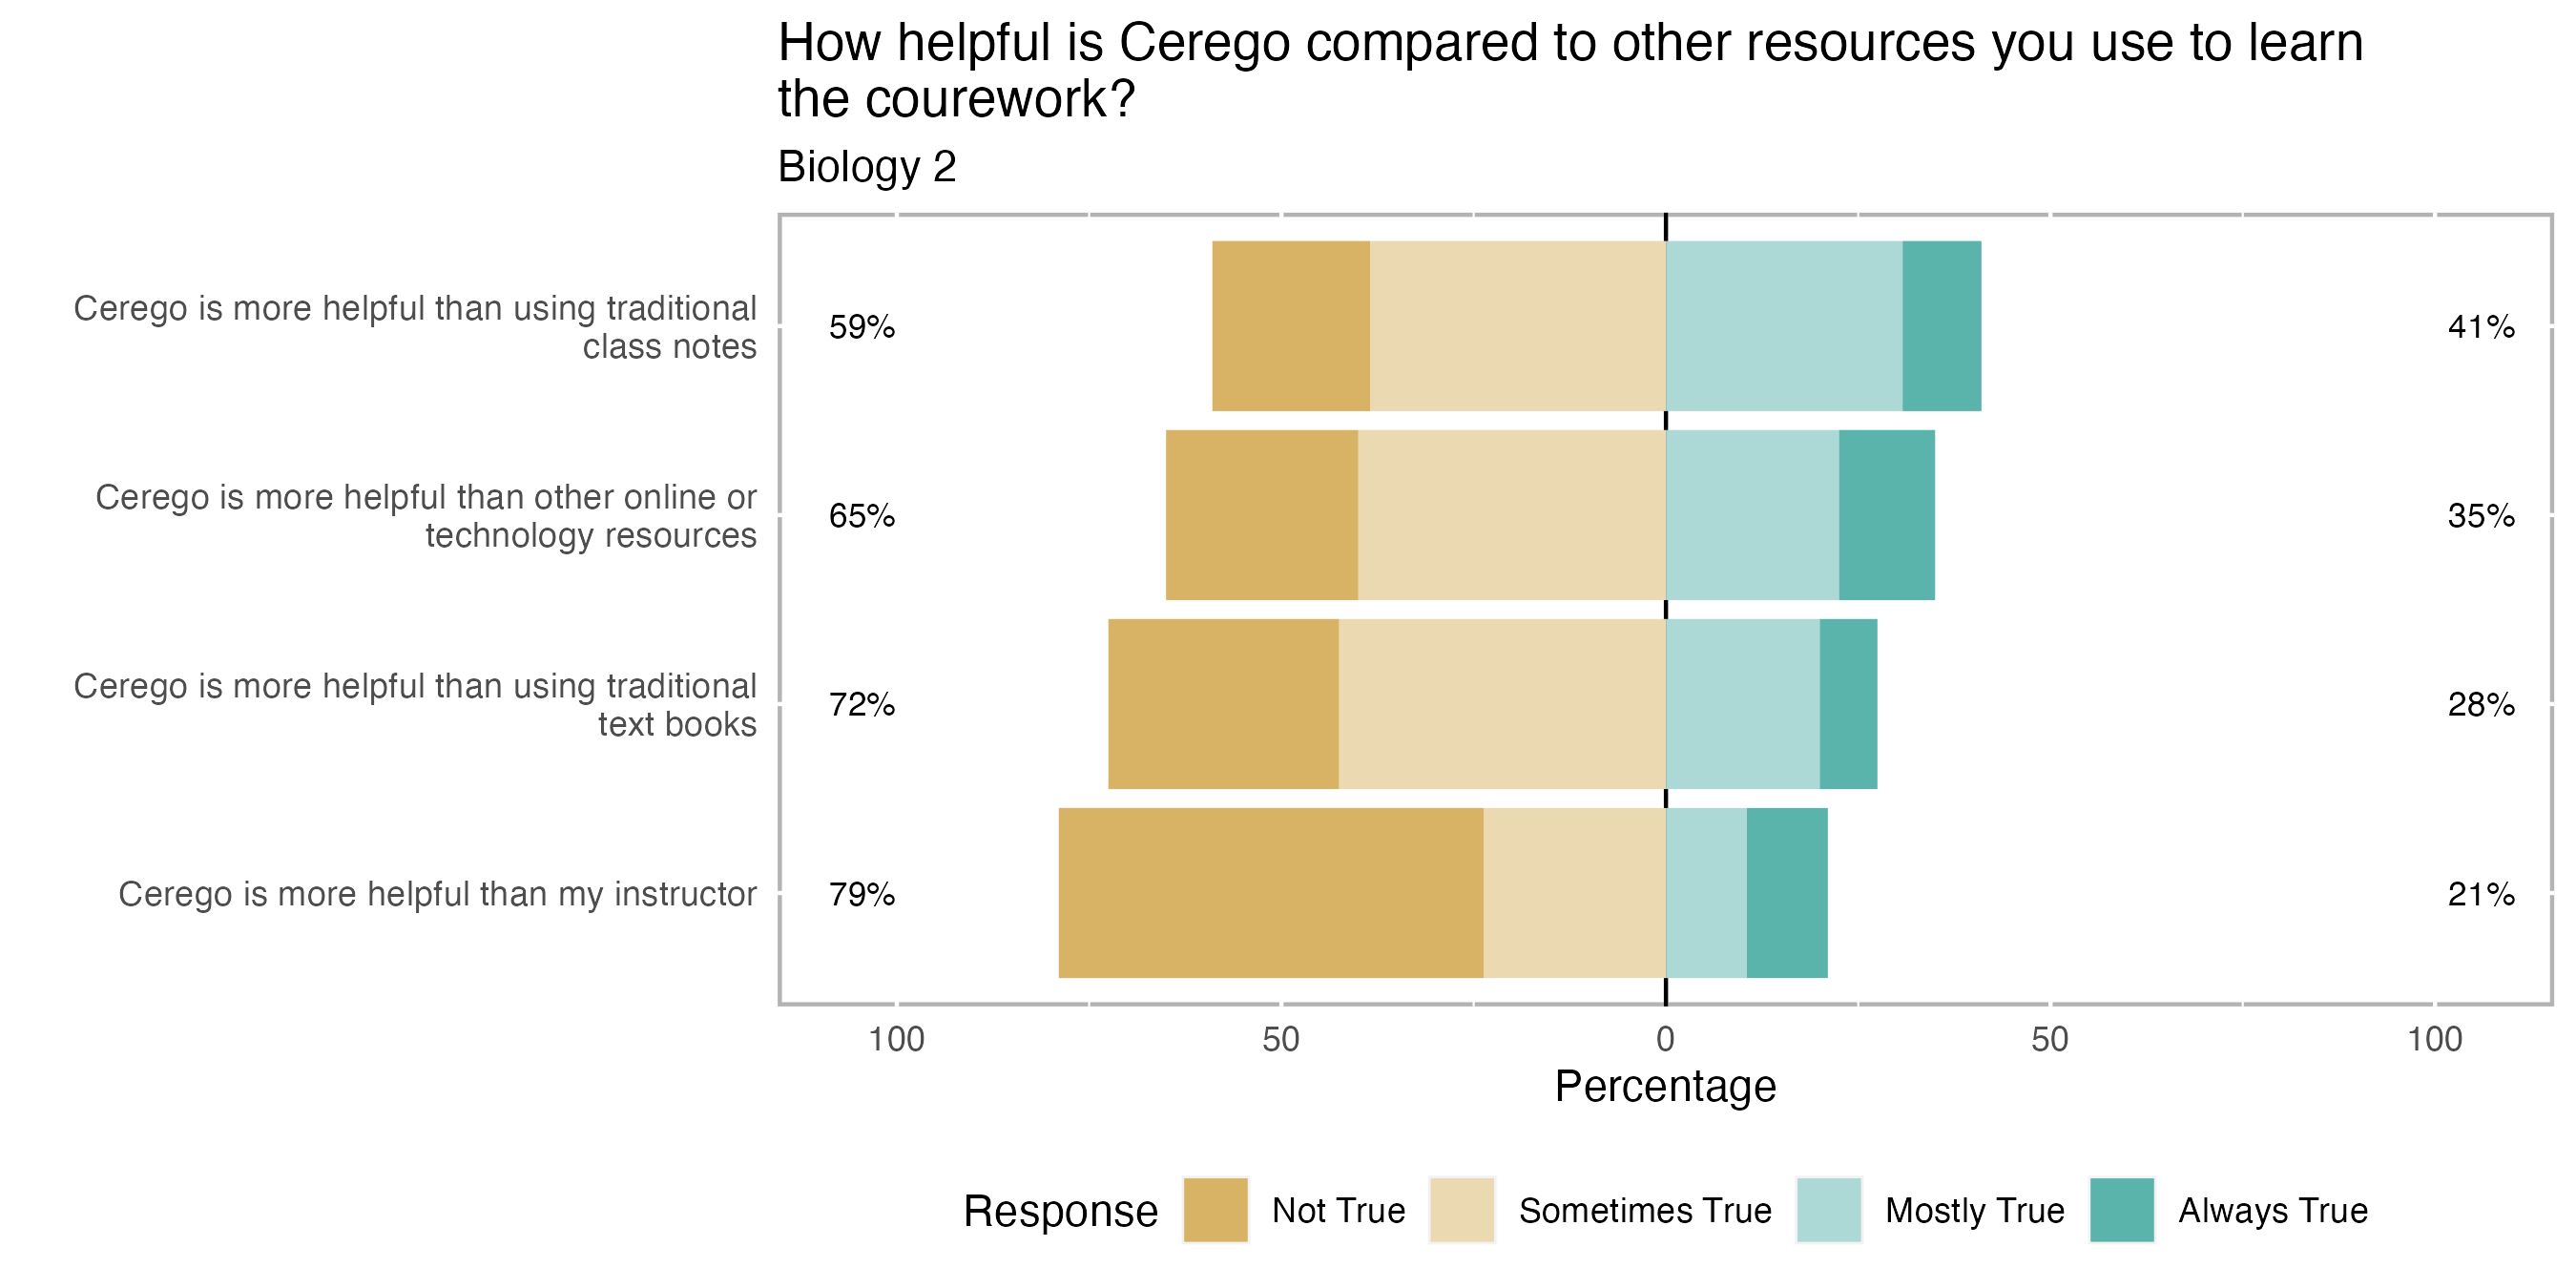 How helpful is Cerego compared to other resources you use to learn
the courework?
Biology 2
Cerego is more helpful than using traditional
class notes
59%
41%
Cerego is more helpful than other online or
technology resources
65%
35%
Cerego is more helpful than using traditional
text books
72%
28%
Cerego is more helpful than my instructor
79%
21%
100 50 0 50 100
Percentage
Response Not True Sometimes True Mostly True Always True